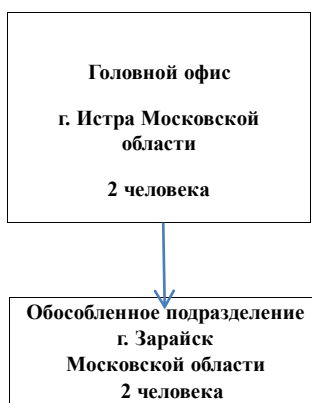 Головной офис
г. Истра Московской
области
2 человека
Обособленное подразделение
г. Зарайск
Московской области
2 человека